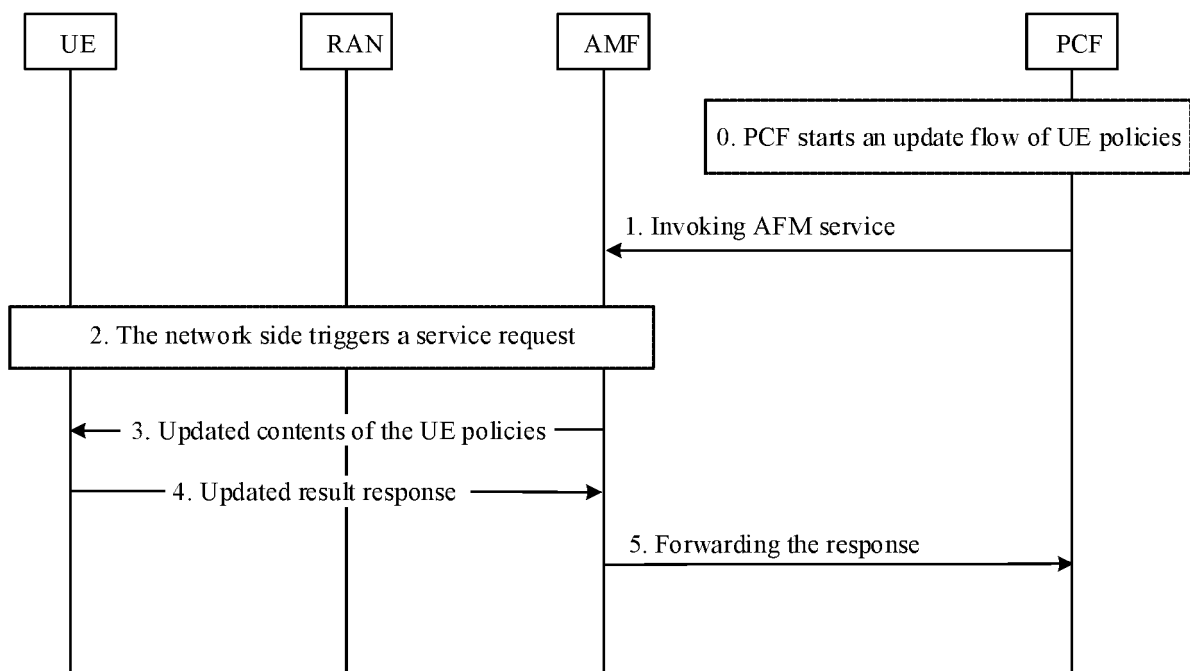 UE
RAN
AMF
PCF
0. PCF starts an update flow of UE policies
1. Invoking AFM service
2. The network side triggers a service request
3. Updated contents of the UE policies
4. Updated result response
5. Forwarding the response